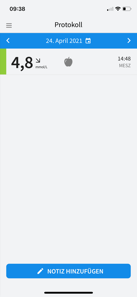 09:38
Protokoll
24. April 2021
4,8
mmol/L
14:48
MESZ
NOTIZ HINZUFÜGEN